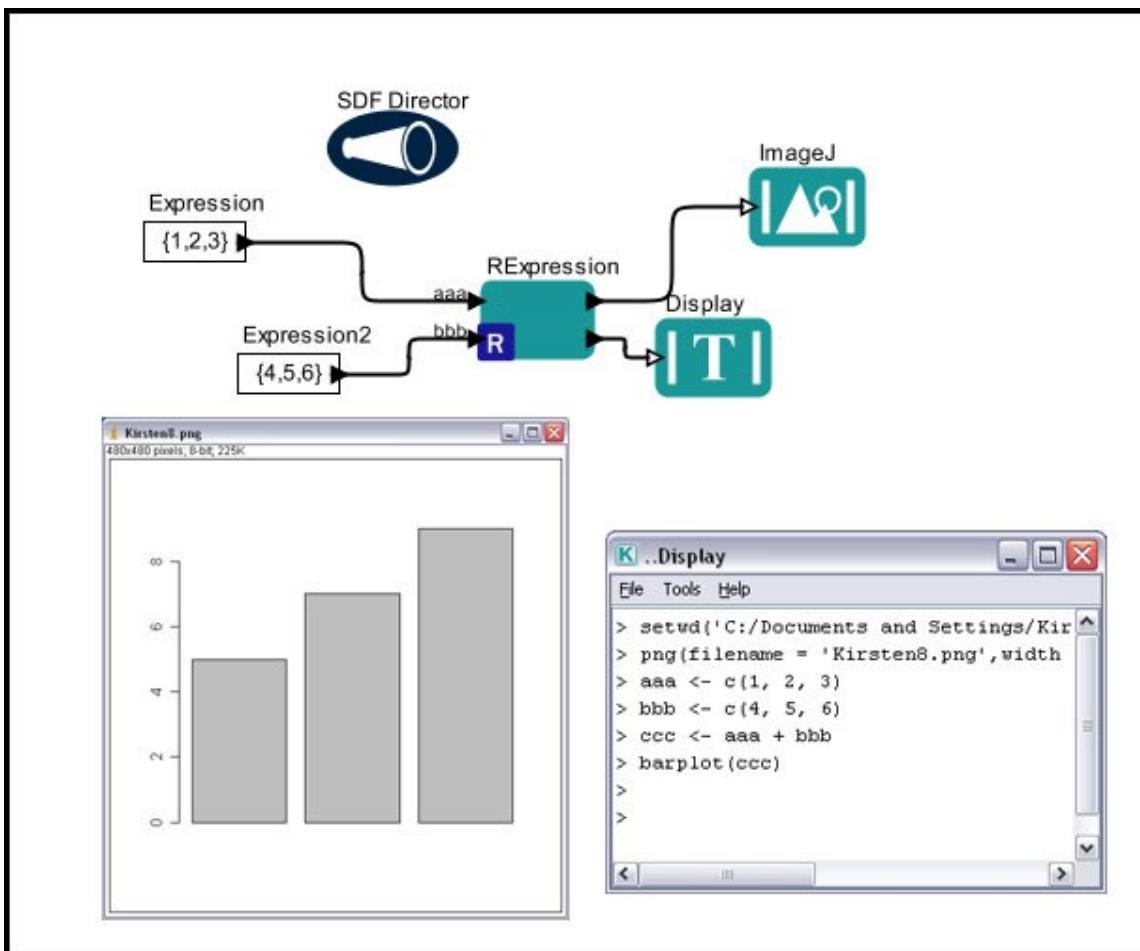 SDF Director
ImageJ
Expression
{1,2,3}
RExpression
aaa
Display
Expression2
bbb
R
{4,5,6}
T
Kirsten8.png
480x480 pixels; 8-bit; 225K
8
6
4
2
0
K ..Display
File Tools Help
> setwd('C:/Documents and Settings/Kir
> png(filename = 'Kirsten8.png',width
> aaa <- c(1, 2, 3)
> bbb <- c(4, 5, 6)
> ccc <- aaa + bbb
> barplot(ccc)
>
>